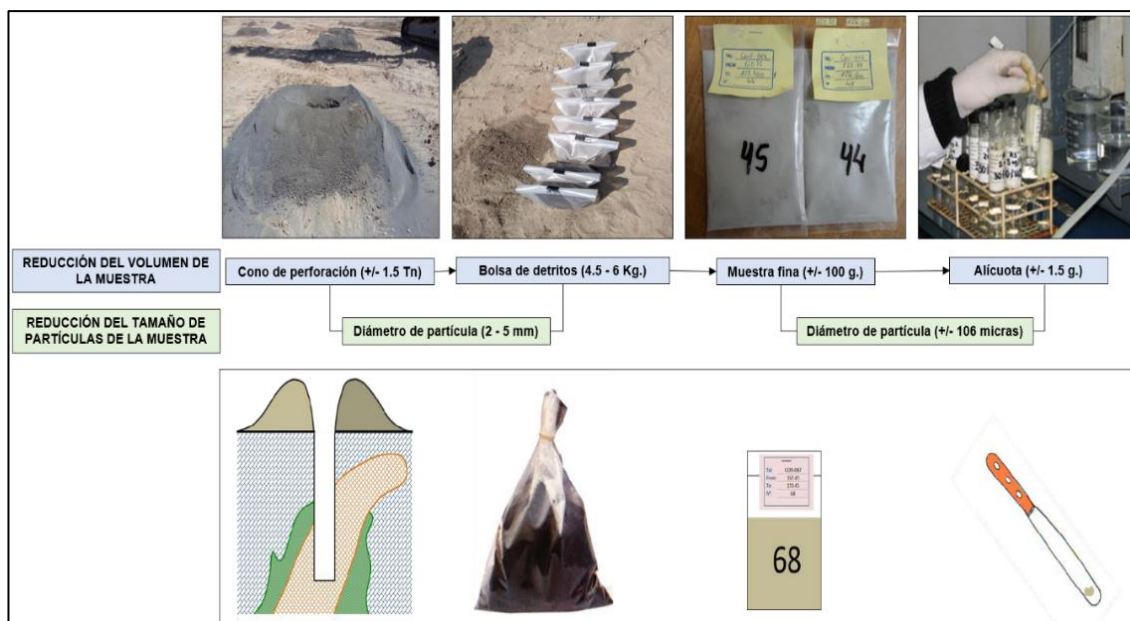 REDUCCIÓN DEL VOLUMEN DE
LA MUESTRA
Cono de perforación (+/- 1.5 Tn)
Bolsa de detritos (4.5 - 6 Kg.)
Muestra fina (+/- 100 g.)
Alícuota (+/- 1.5 g.)
REDUCCIÓN DEL TAMAÑO DE
PARTÍCULAS DE LA MUESTRA
Diámetro de partícula (2 - 5 mm)
Diámetro de partícula (+/- 106 micras)
45
44
68